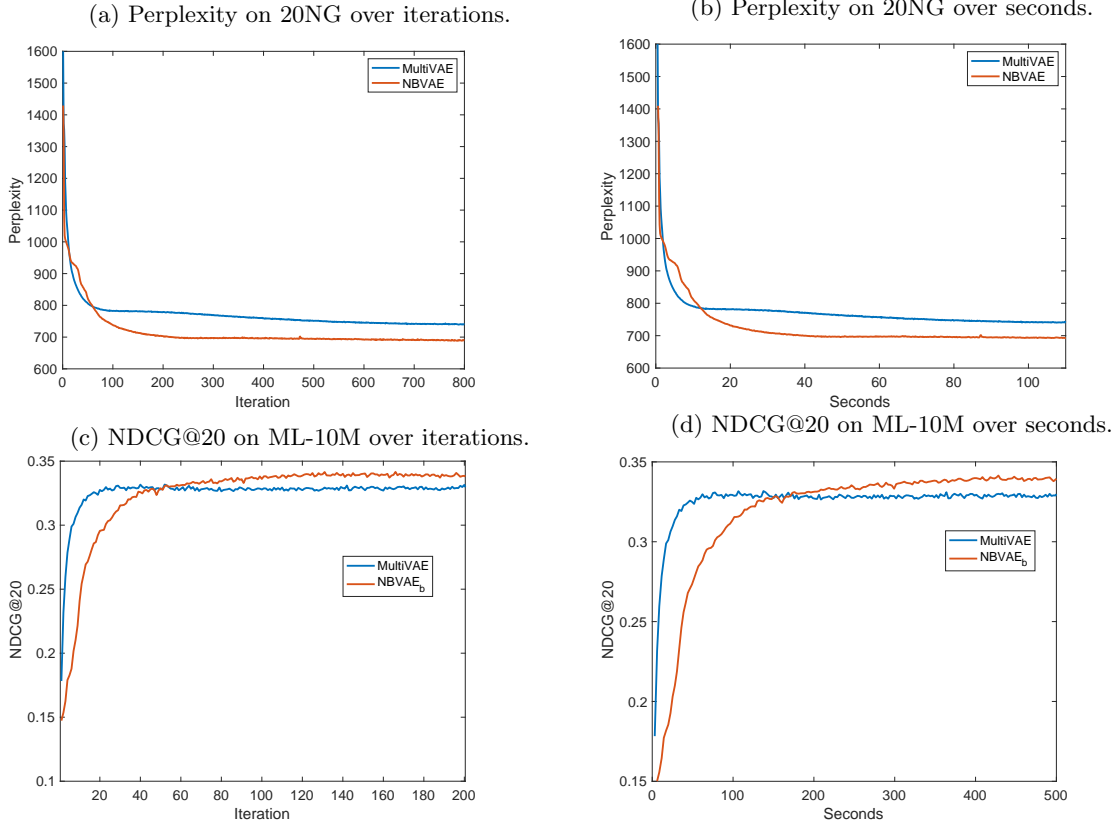 (a) Perplexity on 20NG over iterations.
1600
1500
1400
1300
1200
1100
1000
900
800
700
600
Perplexity
MultiVAE
NBVAE
0 100 200 300 400 500 600 700 800
Iteration
(b) Perplexity on 20NG over seconds.
1600
1500
1400
1300
1200
1100
1000
900
800
700
600
Perplexity
MultiVAE
NBVAE
0 20 40 60 80 100
Seconds
(c) NDCG@20 on ML-10M over iterations.
0.35
0.3
0.25
0.2
0.15
0.1
NDCG@20
MultiVAE
NBVAE_b
20 40 60 80 100 120 140 160 180 200
Iteration
(d) NDCG@20 on ML-10M over seconds.
0.35
0.3
0.25
0.2
0.15
NDCG@20
MultiVAE
NBVAE_b
0 100 200 300 400 500
Seconds